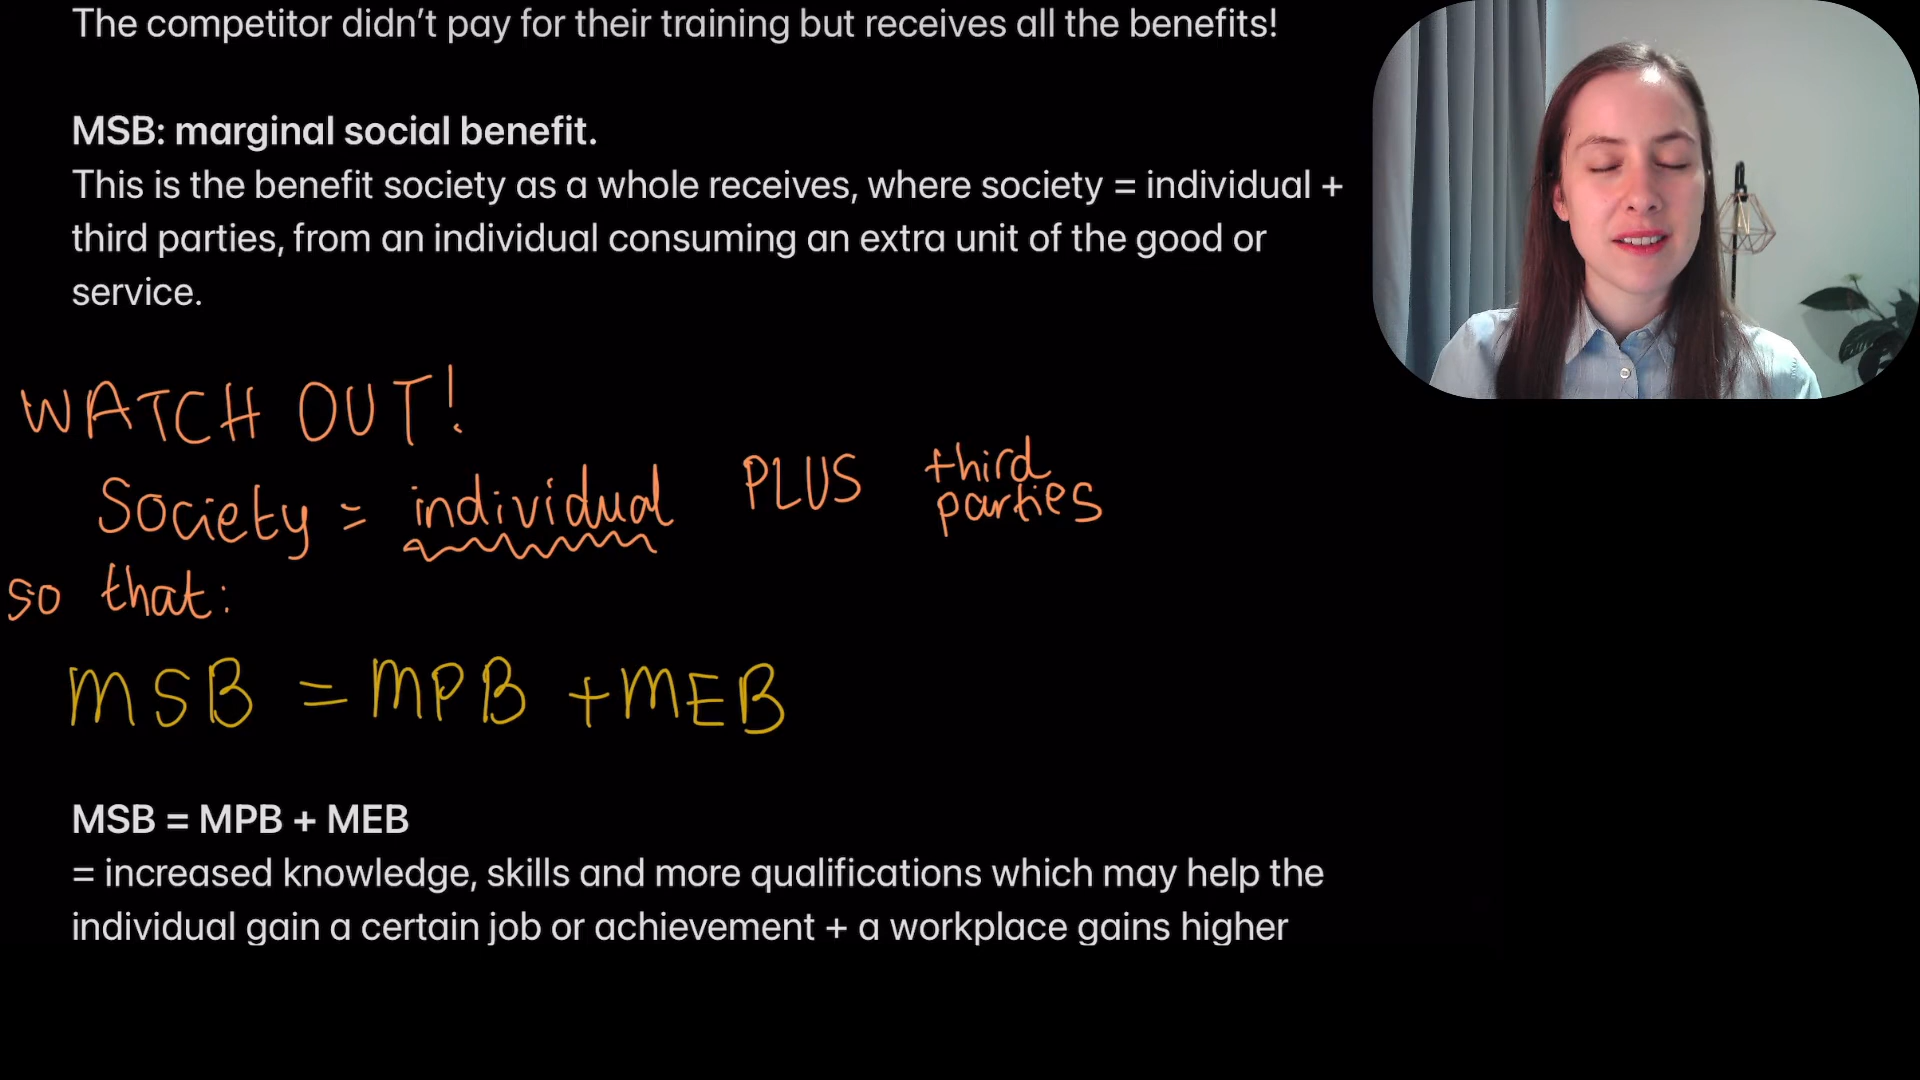 The competitor didn’t pay for their training but receives all the benefits!
MSB: marginal social benefit.
This is the benefit society as a whole receives, where society = individual +
third parties, from an individual consuming an extra unit of the good or
service.
WATCH OUT!
Society = individual PLUS third parties
so that:
MSB = MPB + MEB
MSB = MPB + MEB
= increased knowledge, skills and more qualifications which may help the
individual gain a certain job or achievement + a workplace gains higher